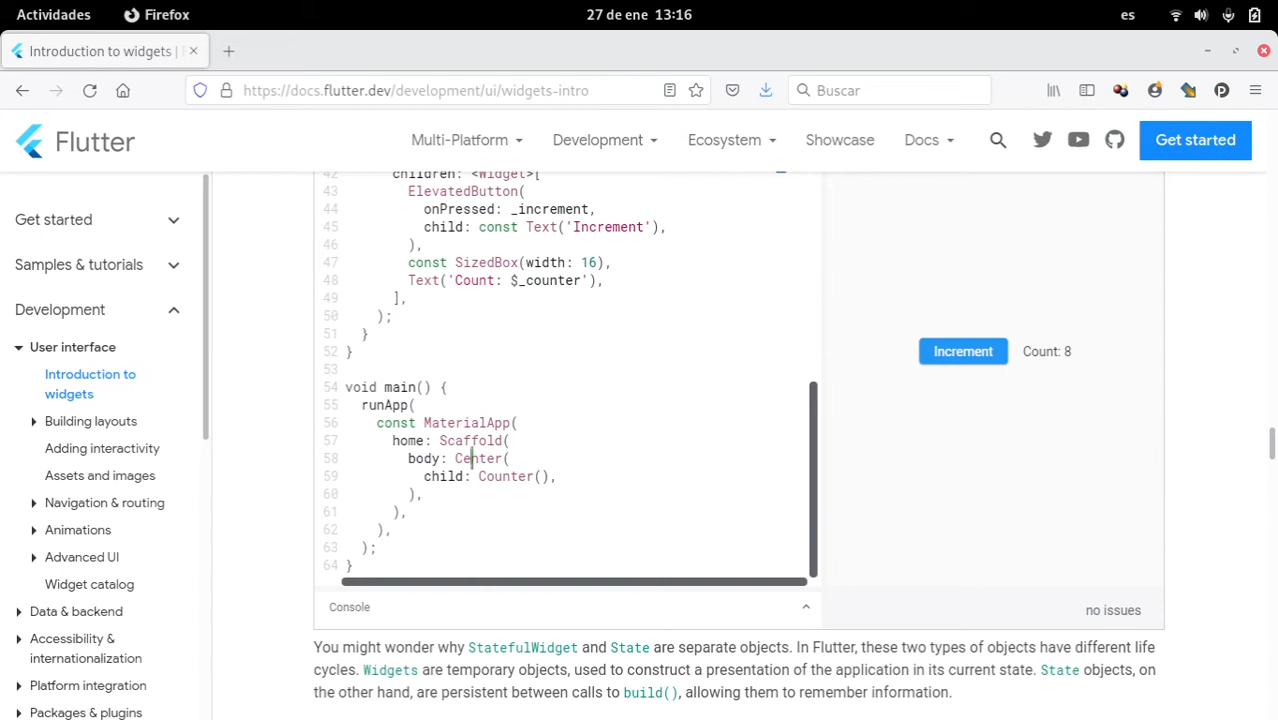 Actividades
Firefox
27 de ene 13:16
es
Introduction to widgets |
https://docs.flutter.dev/development/ui/widgets-intro
Buscar
Flutter
Multi-Platform
Development
Ecosystem
Showcase
Docs
Get started
Get started
Samples & tutorials
Development
User interface
Introduction to
widgets
Building layouts
Adding interactivity
Assets and images
Navigation & routing
Animations
Advanced UI
Widget catalog
Data & backend
Accessibility &
internationalization
Platform integration
Packages & plugins
42 children: <Widget>[
43 ElevatedButton(
44 onPressed: _increment,
45 child: const Text('Increment'),
46 ),
47 const SizedBox(width: 16),
48 Text('Count: $_counter'),
49 ],
50 );
51 }
52 }
53
54 void main() {
55 runApp(
56 const MaterialApp(
57 home: Scaffold(
58 body: Center(
59 child: Counter(),
60 ),
61 ),
62 ),
63 );
64 }
Console
Increment
Count: 8
no issues
You might wonder why StatefulWidget and State are separate objects. In Flutter, these two types of objects have different life
cycles. Widgets are temporary objects, used to construct a presentation of the application in its current state. State objects, on
the other hand, are persistent between calls to build(), allowing them to remember information.